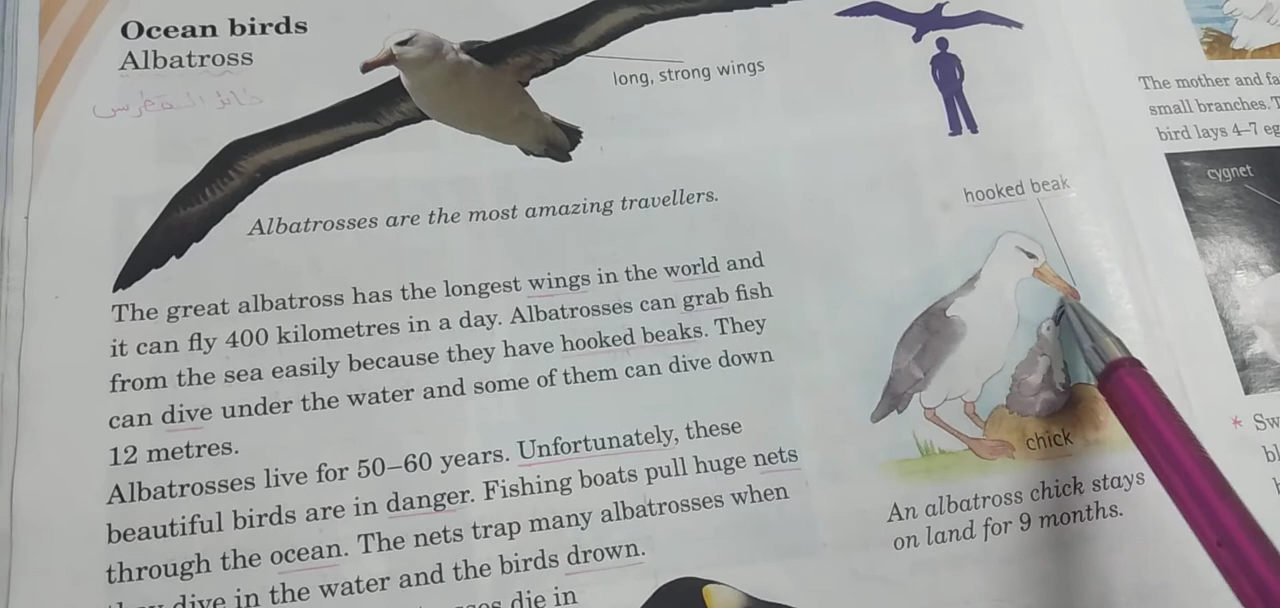 Ocean birds
Albatross
طائر القطرس
long, strong wings
Albatrosses are the most amazing travellers.
The great albatross has the longest wings in the world and
it can fly 400 kilometres in a day. Albatrosses can grab fish
from the sea easily because they have hooked beaks. They
can dive under the water and some of them can dive down
12 metres.
Albatrosses live for 50–60 years. Unfortunately, these
beautiful birds are in danger. Fishing boats pull huge nets
through the ocean. The nets trap many albatrosses when
dive in the water and the birds drown.
die in
hooked beak
chick
An albatross chick stays
on land for 9 months.
The mother and
small branches.
bird lays 4–7
cygnet
*